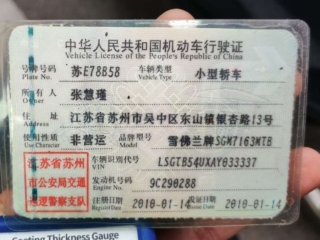 中华人民共和国机动车行驶证
Vehicle License of the People's Republic of China
号牌号码 苏E78B58 车辆类型 小型轿车
Plate No. Vehicle Type
所有人 张慧瑾
Owner
住址 江苏省苏州市吴中区东山镇银杏路13号
Address
使用性质 非营运 品牌型号 雪佛兰牌SGM7163MTB
Use Character Model
江苏省苏州 车辆识别代号 LSGTB54UXAY033337
VIN
市公安局交通 发动机号码 9C290288
Engine No.
巡逻警察支队 注册日期 2010-01-14 发证日期 2010-01-14
Register Date Issue Date
Coating Thickness Gauge